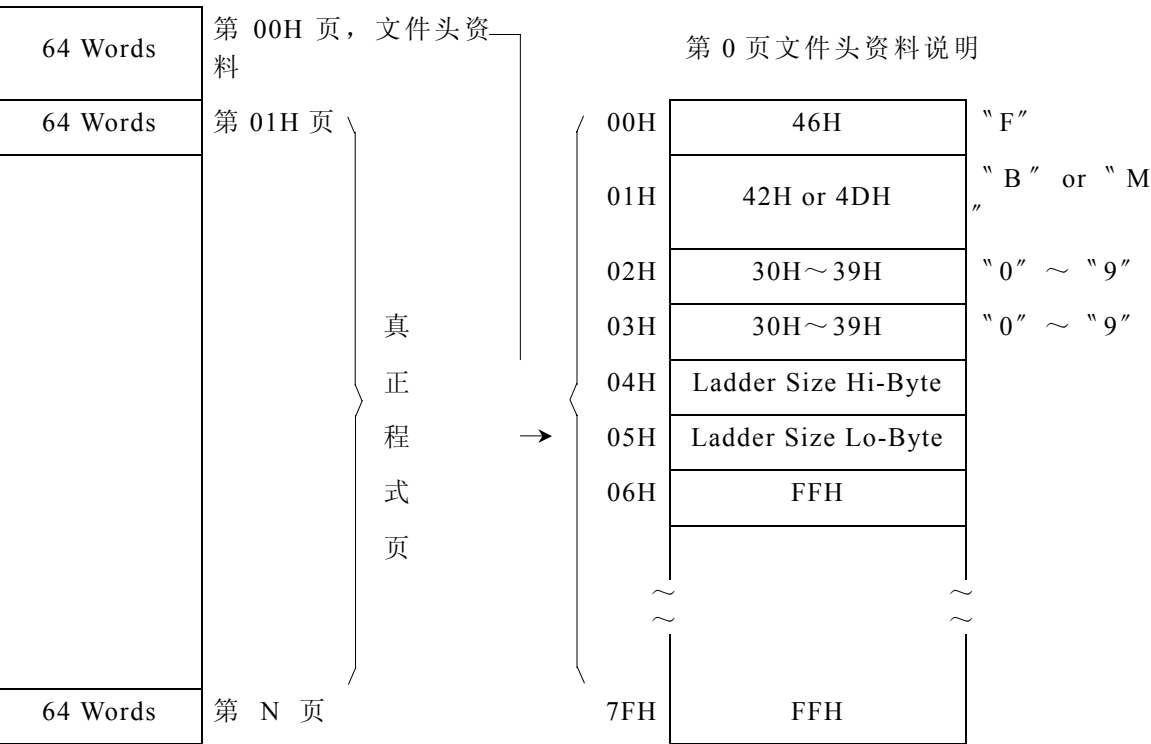 64 Words
第 00H 页，文件头资
料
64 Words
第 01H 页
真
正
程
式
页
64 Words
第 N 页
第 0 页文件头资料说明
00H
46H
〝F〞
01H
42H or 4DH
〝B〞 or 〝M
〞
02H
30H～39H
〝0〞 ～ 〝9〞
03H
30H～39H
〝0〞 ～ 〝9〞
04H
Ladder Size Hi-Byte
05H
Ladder Size Lo-Byte
06H
FFH
7FH
FFH